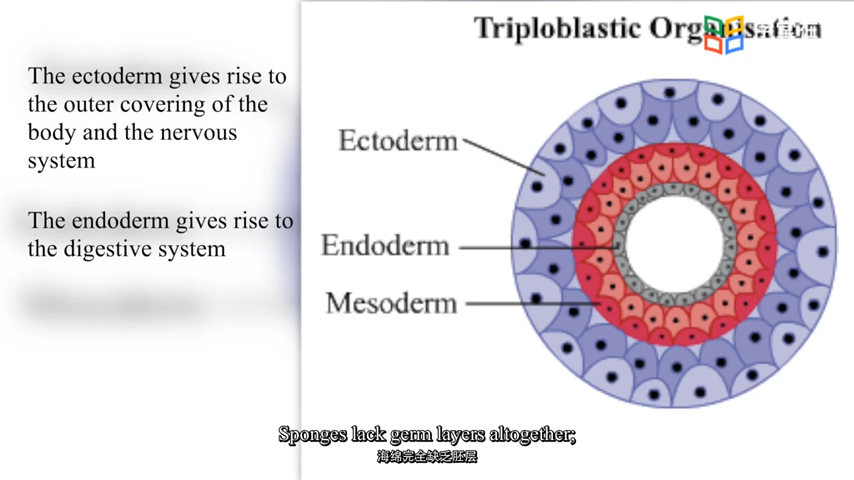 Triploblastic Organisation
The ectoderm gives rise to
the outer covering of the
body and the nervous
system
The endoderm gives rise to
the digestive system
Ectoderm
Endoderm
Mesoderm
Sponges lack germ layers altogether;
海绵完全缺乏胚层